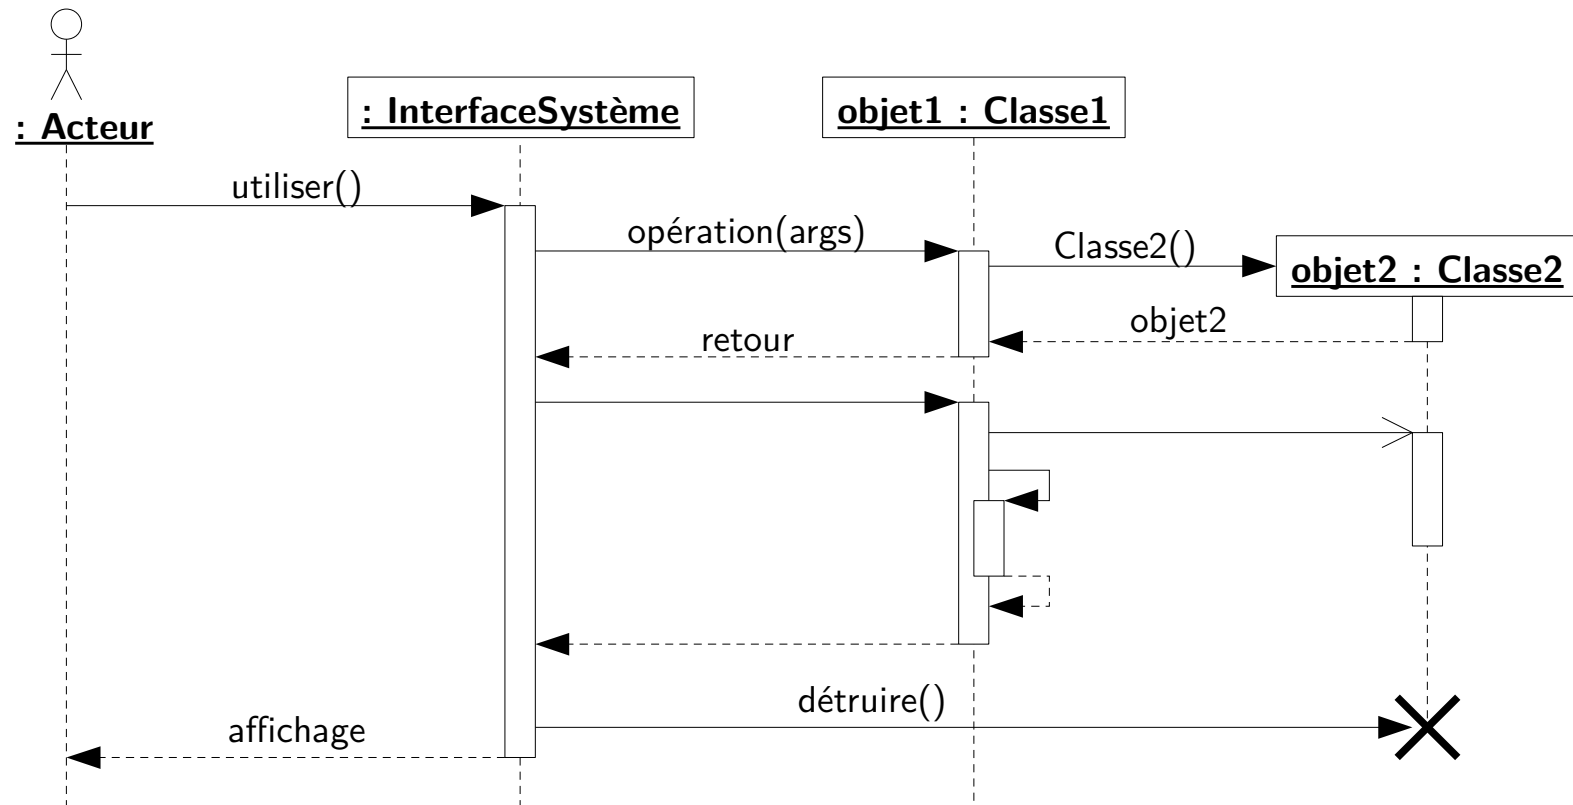 : Acteur
: InterfaceSystème
objet1 : Classe1
utiliser()
opération(args)
Classe2()
objet2 : Classe2
objet2
retour
détruire()
affichage